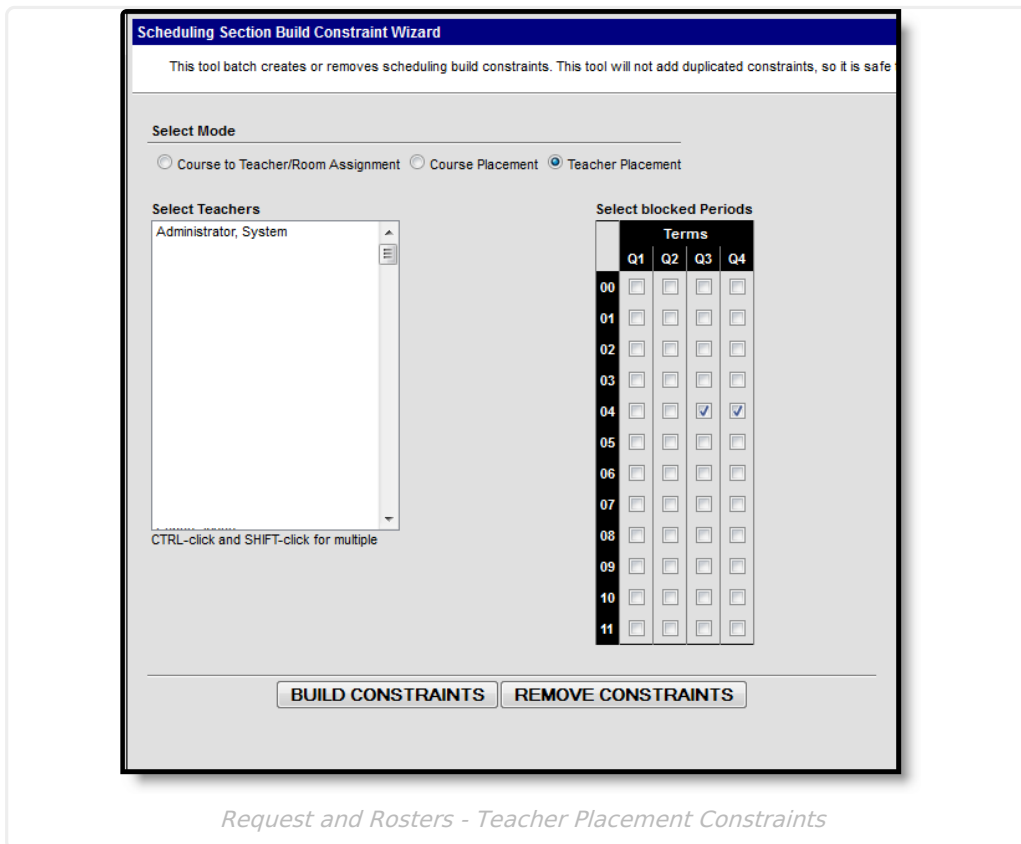 Scheduling Section Build Constraint Wizard
This tool batch creates or removes scheduling build constraints. This tool will not add duplicated constraints, so it is safe
Select Mode
Course to Teacher/Room Assignment Course Placement Teacher Placement
Select Teachers
Administrator, System
CTRL-click and SHIFT-click for multiple
Select blocked Periods
Terms
Q1 Q2 Q3 Q4
00
01
02
03
04
05
06
07
08
09
10
11
BUILD CONSTRAINTS REMOVE CONSTRAINTS
Request and Rosters - Teacher Placement Constraints